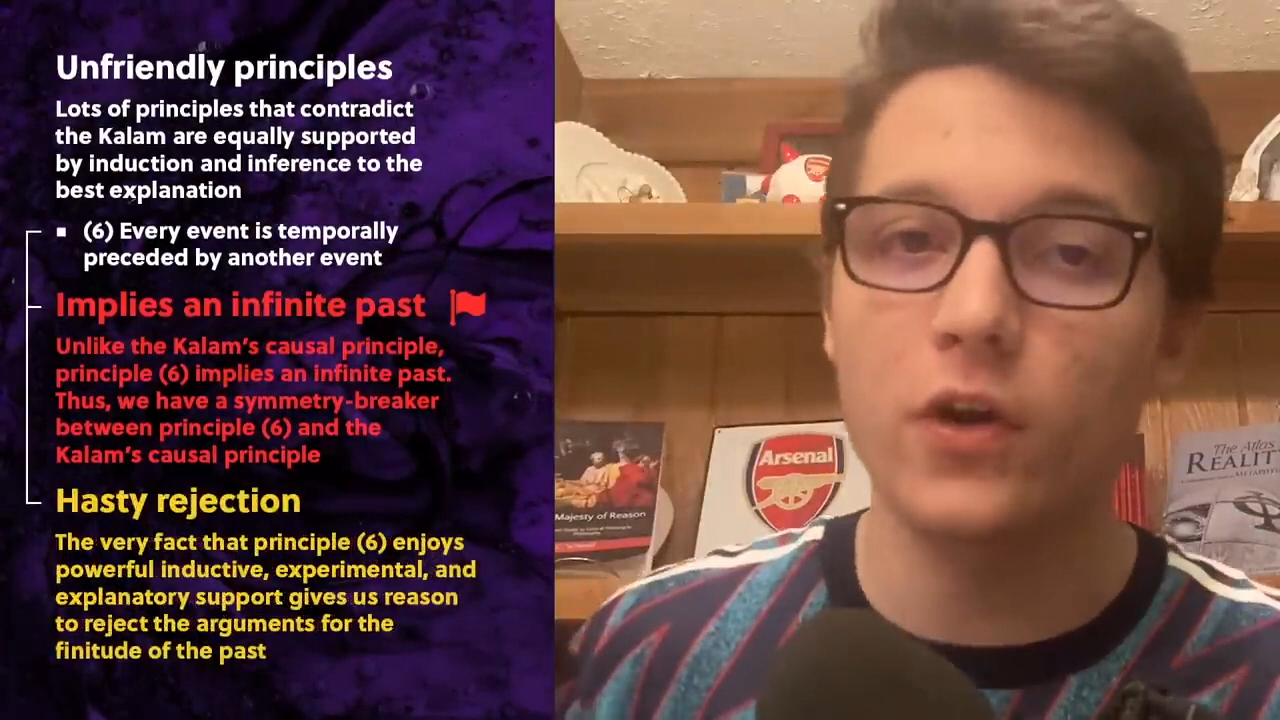 Unfriendly principles
Lots of principles that contradict
the Kalam are equally supported
by induction and inference to the
best explanation
▪ (6) Every event is temporally
preceded by another event
Implies an infinite past
Unlike the Kalam's causal principle,
principle (6) implies an infinite past.
Thus, we have a symmetry-breaker
between principle (6) and the
Kalam's causal principle
Hasty rejection
The very fact that principle (6) enjoys
powerful inductive, experimental, and
explanatory support gives us reason
to reject the arguments for the
finitude of the past
Majesty of Reason
Arsenal
The Atlas
REALIT